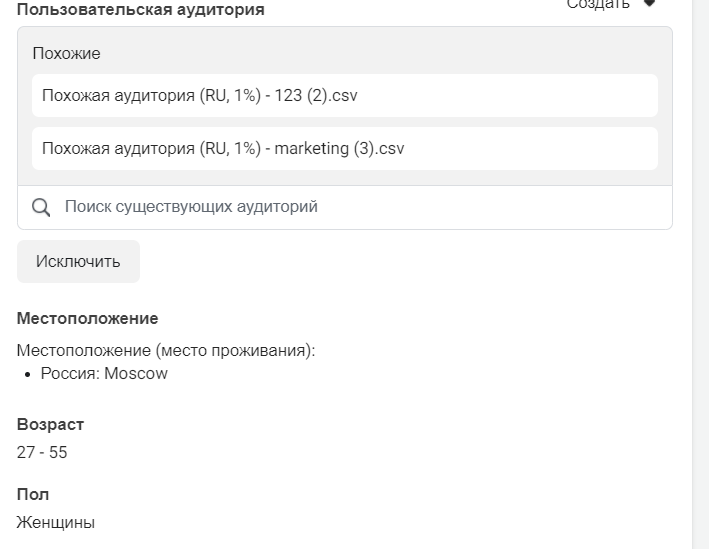 Пользовательская аудитория
Создать
Похожие
Похожая аудитория (RU, 1%) - 123 (2).csv
Похожая аудитория (RU, 1%) - marketing (3).csv
Поиск существующих аудиторий
Исключить
Местоположение
Местоположение (место проживания):
• Россия: Moscow
Возраст
27 - 55
Пол
Женщины